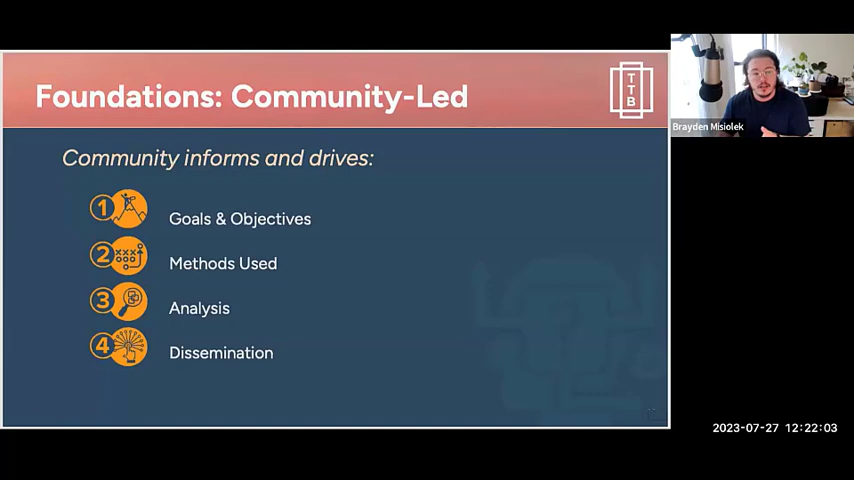 Foundations: Community-Led
T
T
B
Community informs and drives:
1
Goals & Objectives
2
Methods Used
3
Analysis
4
Dissemination
Brayden Misiolek
2023-07-27 12:22:03